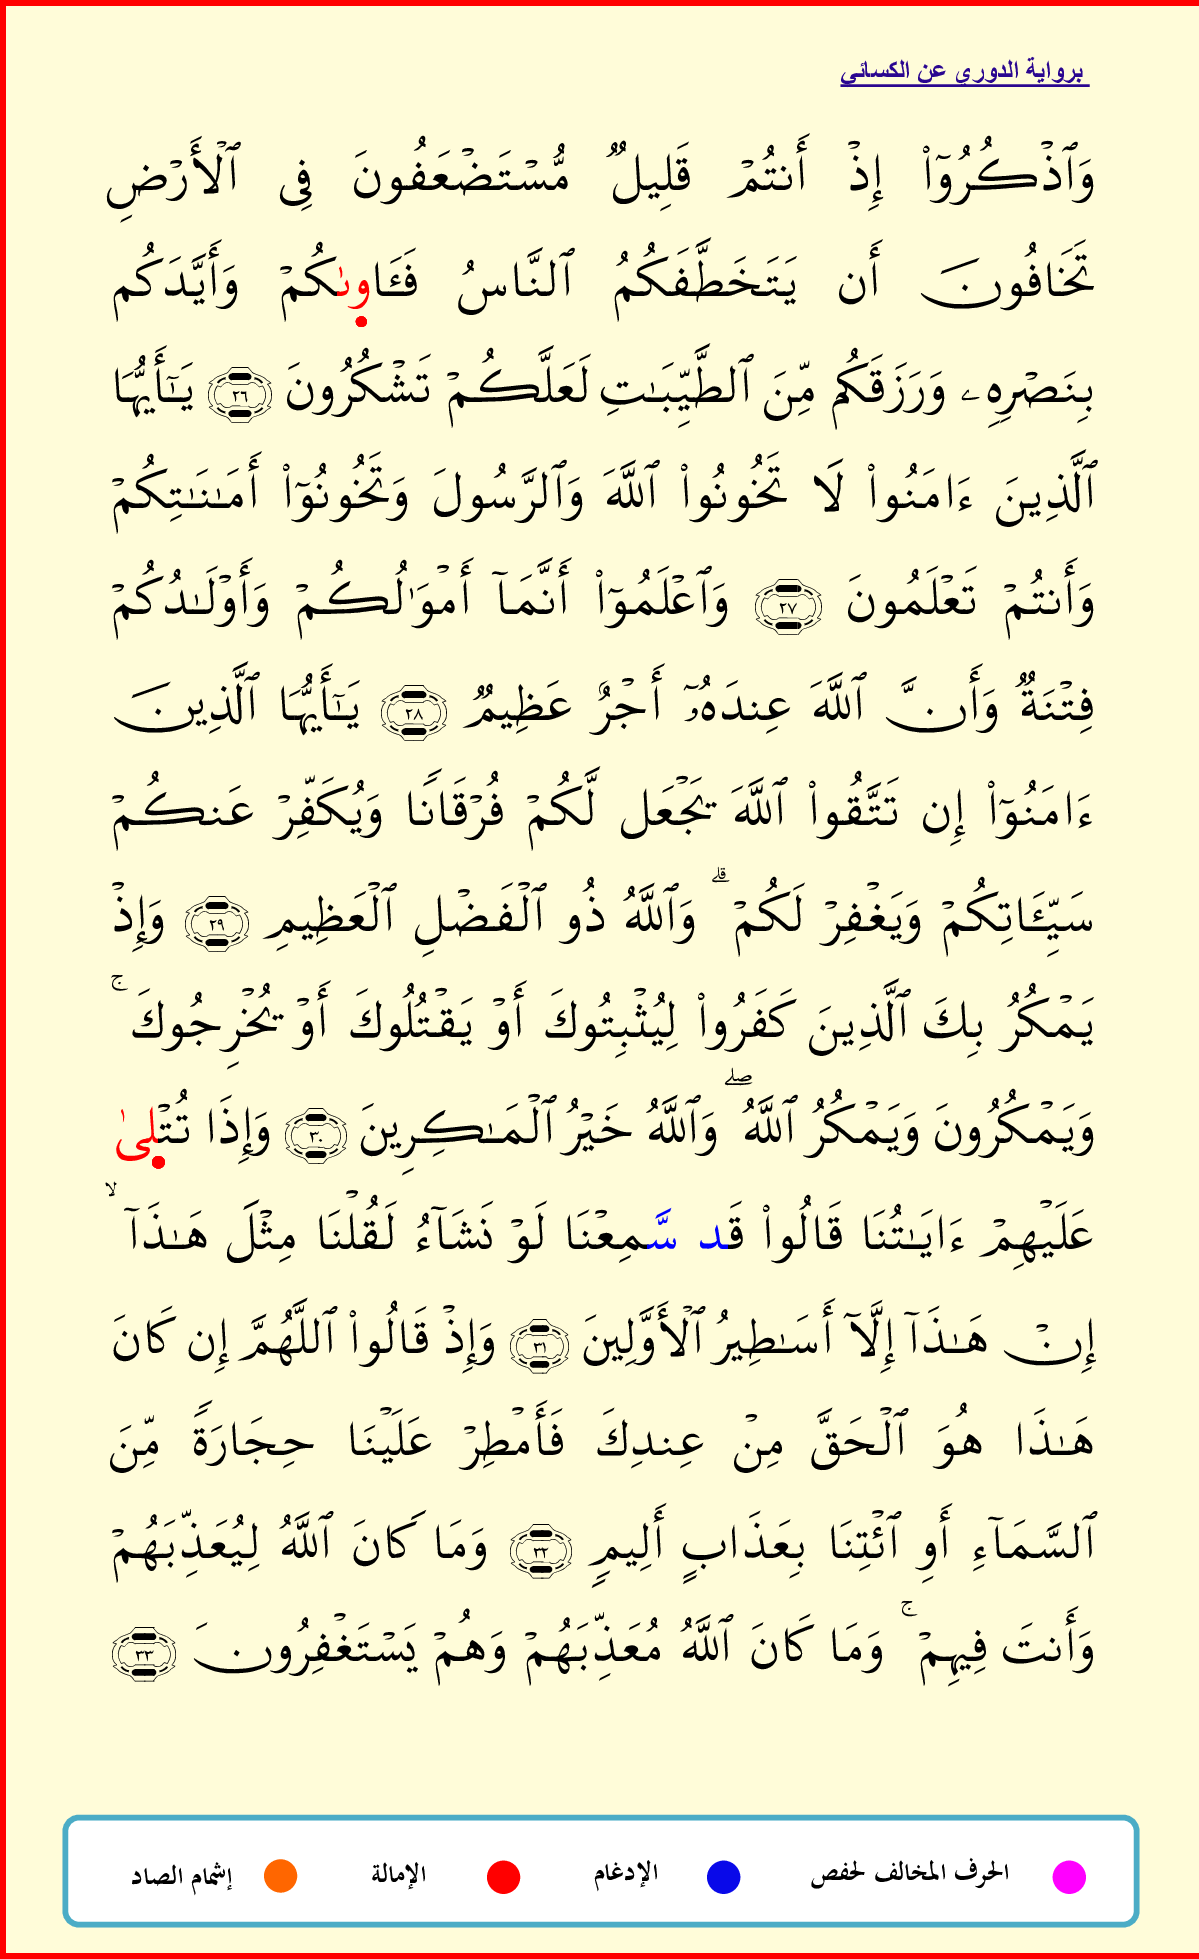 برواية الدوري عن الكسائي
وَٱذۡكُرُوٓاْ إِذۡ أَنتُمۡ قَلِيلٞ مُّسۡتَضۡعَفُونَ فِي ٱلۡأَرۡضِ
تَخَافُونَ أَن يَتَخَطَّفَكُمُ ٱلنَّاسُ فَـَٔاوىٰكُمۡ وَأَيَّدَكُم
بِنَصۡرِهِۦ وَرَزَقَكُم مِّنَ ٱلطَّيِّبَٰتِ لَعَلَّكُمۡ تَشۡكُرُونَ ٢٦ يَٰٓأَيُّهَا
ٱلَّذِينَ ءَامَنُواْ لَا تَخُونُواْ ٱللَّهَ وَٱلرَّسُولَ وَتَخُونُوٓاْ أَمَٰنَٰتِكُمۡ
وَأَنتُمۡ تَعۡلَمُونَ ٢٧ وَٱعۡلَمُوٓاْ أَنَّمَآ أَمۡوَٰلُكُمۡ وَأَوۡلَٰدُكُمۡ
فِتۡنَةٞ وَأَنَّ ٱللَّهَ عِندَهُۥٓ أَجۡرٌ عَظِيمٞ ٢٨ يَٰٓأَيُّهَا ٱلَّذِينَ
ءَامَنُوٓاْ إِن تَتَّقُواْ ٱللَّهَ يَجۡعَل لَّكُمۡ فُرۡقَانٗا وَيُكَفِّرۡ عَنكُمۡ
سَيِّـَٔاتِكُمۡ وَيَغۡفِرۡ لَكُمۡۗ وَٱللَّهُ ذُو ٱلۡفَضۡلِ ٱلۡعَظِيمِ ٢٩ وَإِذۡ
يَمۡكُرُ بِكَ ٱلَّذِينَ كَفَرُواْ لِيُثۡبِتُوكَ أَوۡ يَقۡتُلُوكَ أَوۡ يُخۡرِجُوكَۚ
وَيَمۡكُرُونَ وَيَمۡكُرُ ٱللَّهُۖ وَٱللَّهُ خَيۡرُ ٱلۡمَٰكِرِينَ ٣٠ وَإِذَا تُتۡلىٰ
عَلَيۡهِمۡ ءَايَٰتُنَا قَالُواْ قَد سَّمِعۡنَا لَوۡ نَشَآءُ لَقُلۡنَا مِثۡلَ هَٰذَآۙ
إِنۡ هَٰذَآ إِلَّآ أَسَٰطِيرُ ٱلۡأَوَّلِينَ ٣١ وَإِذۡ قَالُواْ ٱللَّهُمَّ إِن كَانَ
هَٰذَا هُوَ ٱلۡحَقَّ مِنۡ عِندِكَ فَأَمۡطِرۡ عَلَيۡنَا حِجَارَةٗ مِّنَ
ٱلسَّمَآءِ أَوِ ٱئۡتِنَا بِعَذَابٍ أَلِيمٖ ٣٢ وَمَا كَانَ ٱللَّهُ لِيُعَذِّبَهُمۡ
وَأَنتَ فِيهِمۡۚ وَمَا كَانَ ٱللَّهُ مُعَذِّبَهُمۡ وَهُمۡ يَسۡتَغۡفِرُونَ ٣٣
الحرف المخالف لحفص الإدغام الإمالة إشمام الصاد